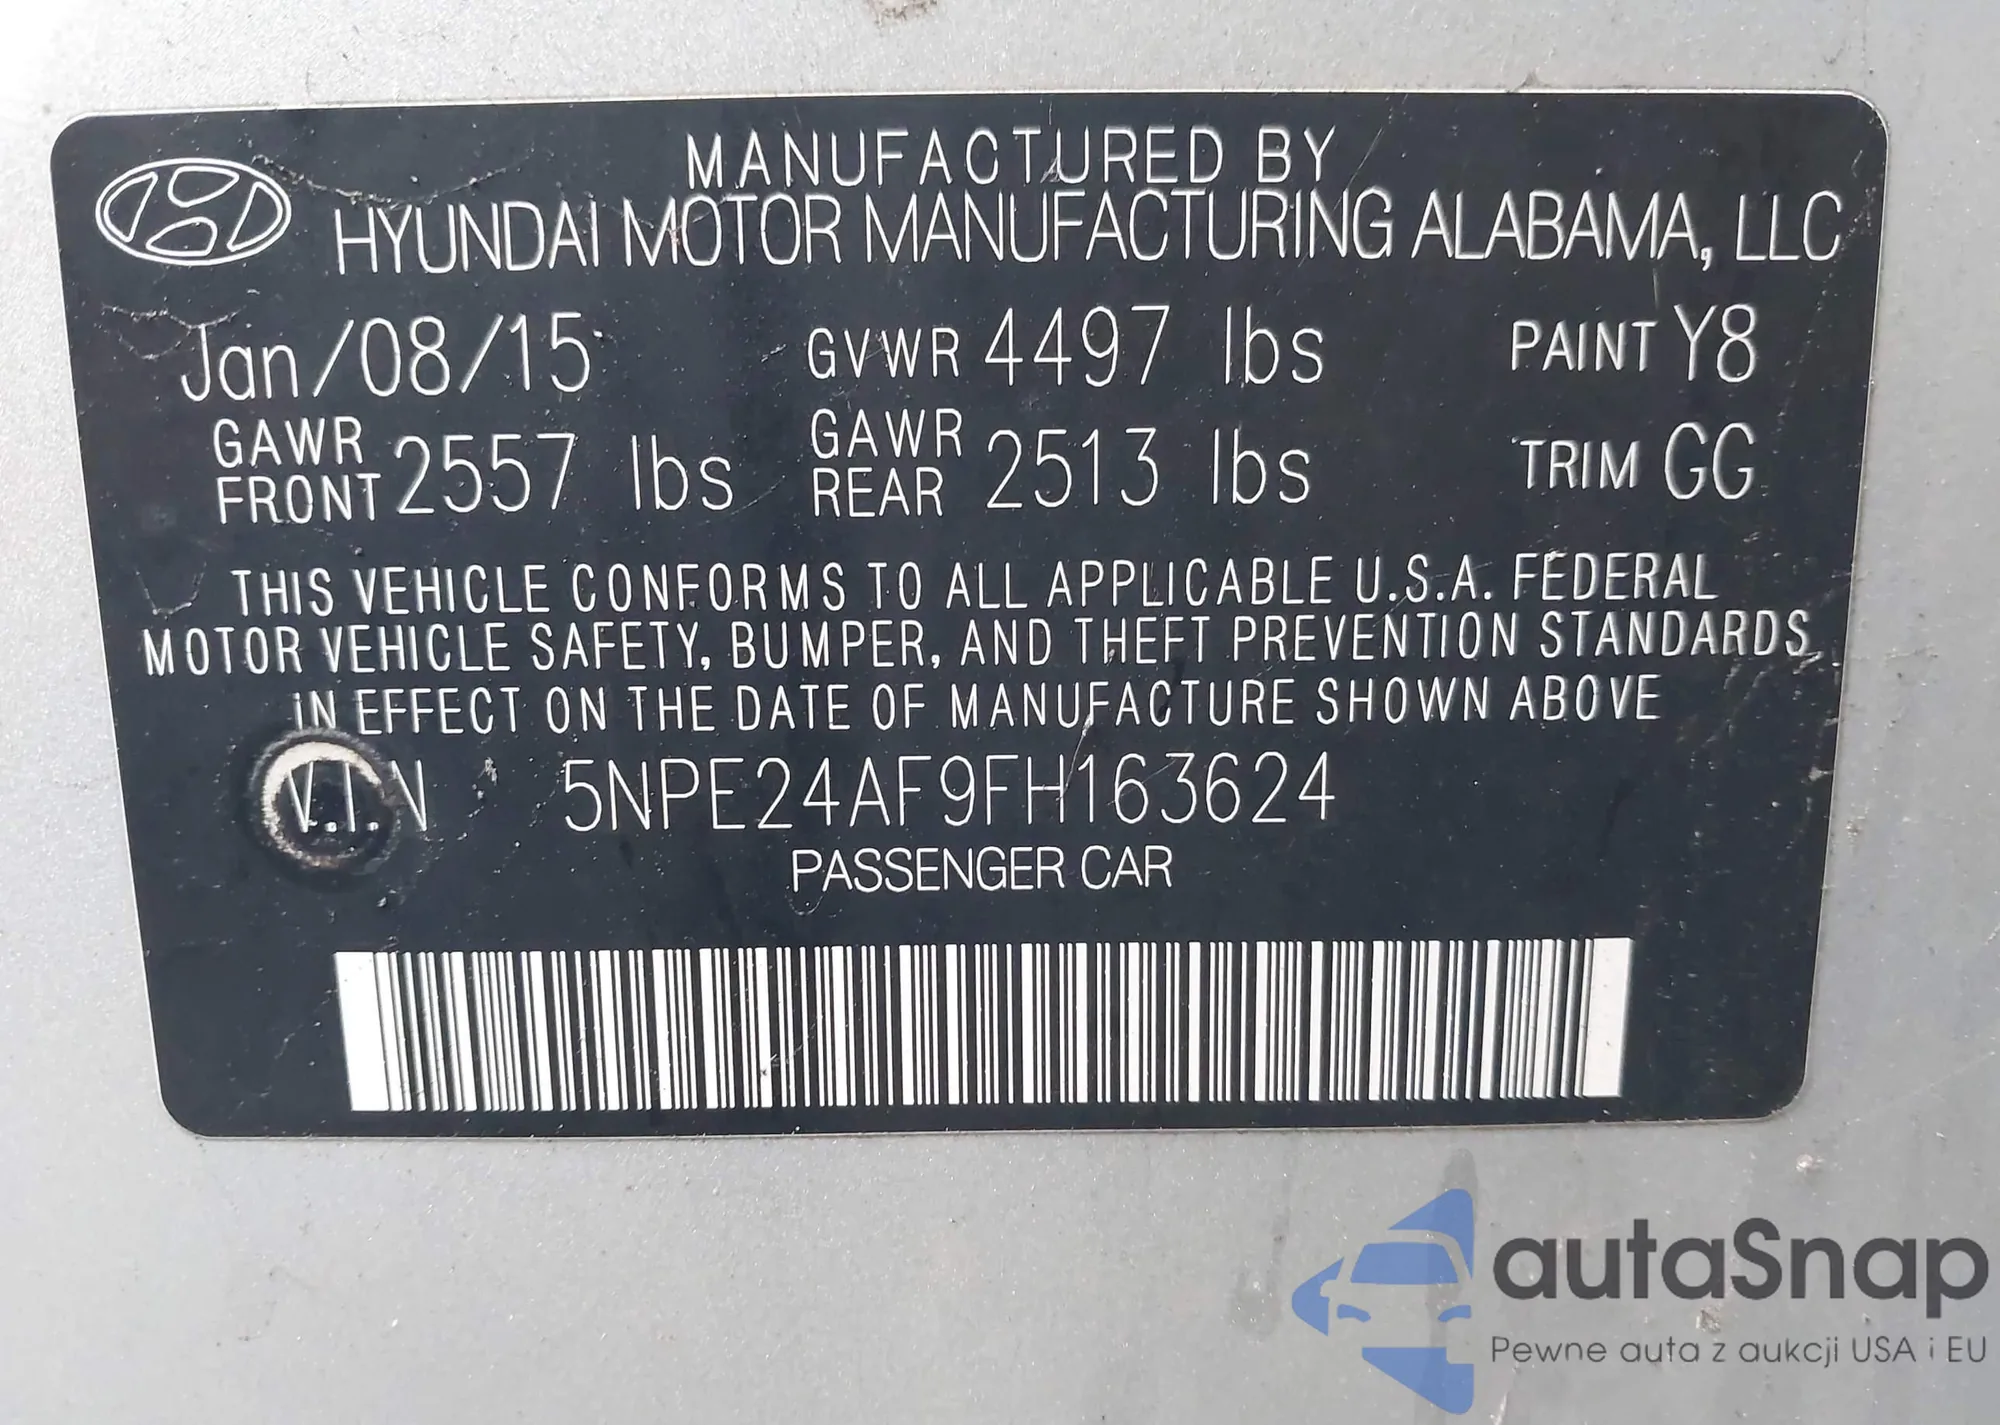 MANUFACTURED BY
HYUNDAI MOTOR MANUFACTURING ALABAMA, LLC
Jan/08/15 GVWR 4497 lbs PAINT Y8
GAWR FRONT 2557 lbs GAWR REAR 2513 lbs TRIM GG
THIS VEHICLE CONFORMS TO ALL APPLICABLE U.S.A. FEDERAL
MOTOR VEHICLE SAFETY, BUMPER, AND THEFT PREVENTION STANDARDS
IN EFFECT ON THE DATE OF MANUFACTURE SHOWN ABOVE
V.I.N 5NPE24AF9FH163624
PASSENGER CAR
autaSnap
Pewne auta z aukcji USA i EU